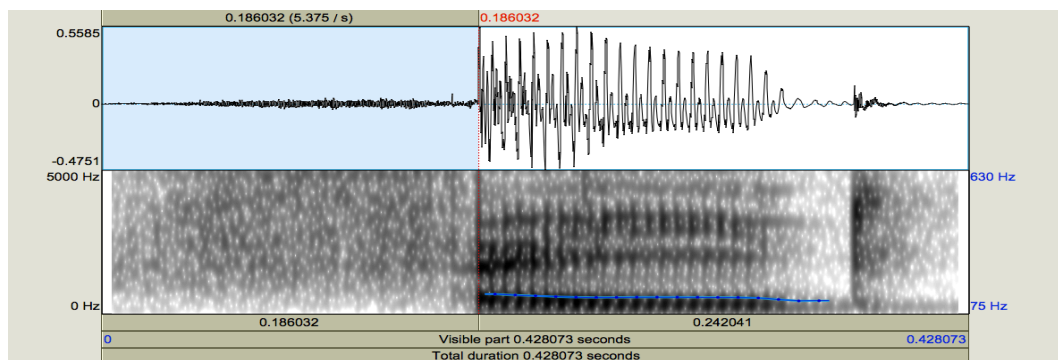 0.186032 (5.375 / s) 0.186032
0.5585
0
-0.4751
5000 Hz 630 Hz
0 Hz 75 Hz
0.186032 0.242041
0 Visible part 0.428073 seconds 0.428073
Total duration 0.428073 seconds